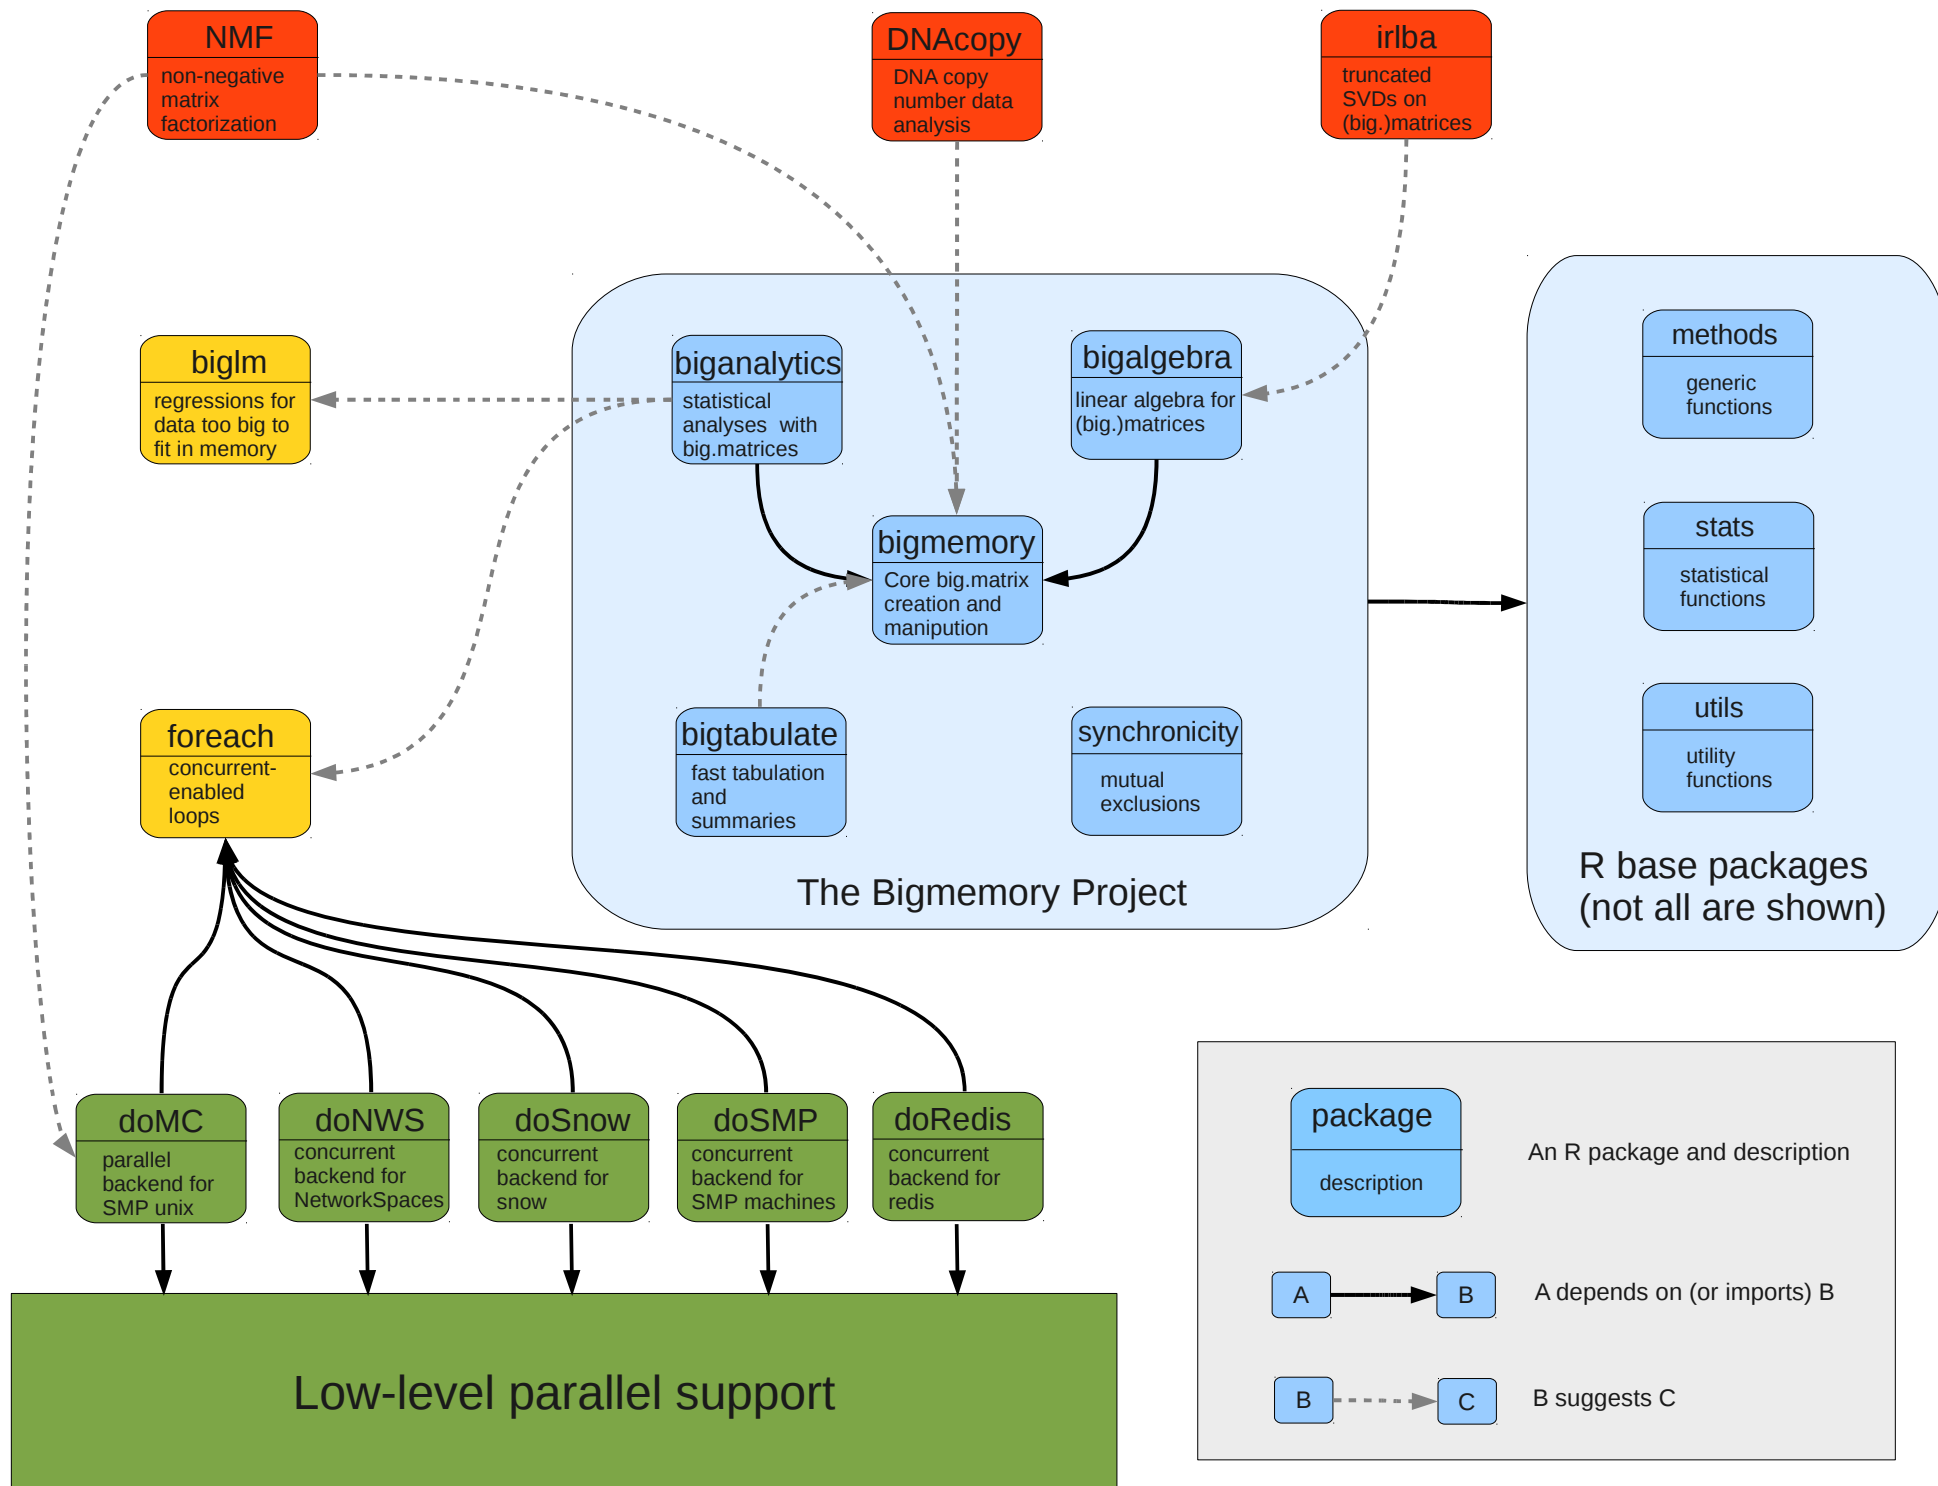 NMF
non-negative
matrix
factorization
DNAcopy
DNA copy
number data
analysis
irlba
truncated
SVDs on
(big.)matrices
biglm
regressions for
data too big to
fit in memory
biganalytics
statistical
analyses with
big.matrices
bigalgebra
linear algebra for
(big.)matrices
bigmemory
Core big.matrix
creation and
manipution
foreach
concurrent-
enabled
loops
bigtabulate
fast tabulation
and
summaries
synchronicity
mutual
exclusions
The Bigmemory Project
methods
generic
functions
stats
statistical
functions
utils
utility
functions
R base packages
(not all are shown)
doMC
parallel
backend for
SMP unix
doNWS
concurrent
backend for
NetworkSpaces
doSnow
concurrent
backend for
snow
doSMP
concurrent
backend for
SMP machines
doRedis
concurrent
backend for
redis
Low-level parallel support
package
description
An R package and description
A
B
A depends on (or imports) B
B
C
B suggests C